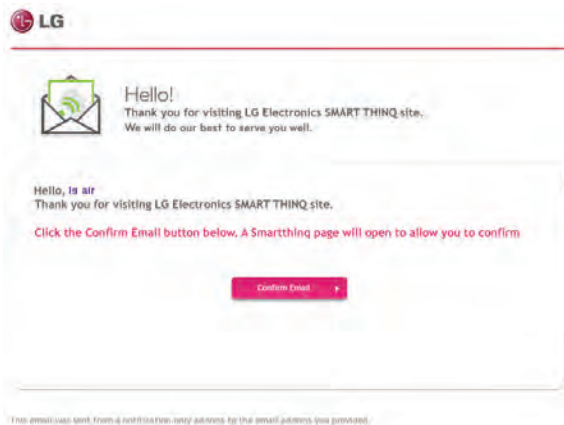 LG
Hello!
Thank you for visiting LG Electronics SMART THINQ site.
We will do our best to serve you well.
Hello, is air
Thank you for visiting LG Electronics SMART THINQ site.
Click the Confirm Email button below. A Smartthinq page will open to allow you to confirm
Confirm Email
This email was sent from a notification only address to the email address you provided.